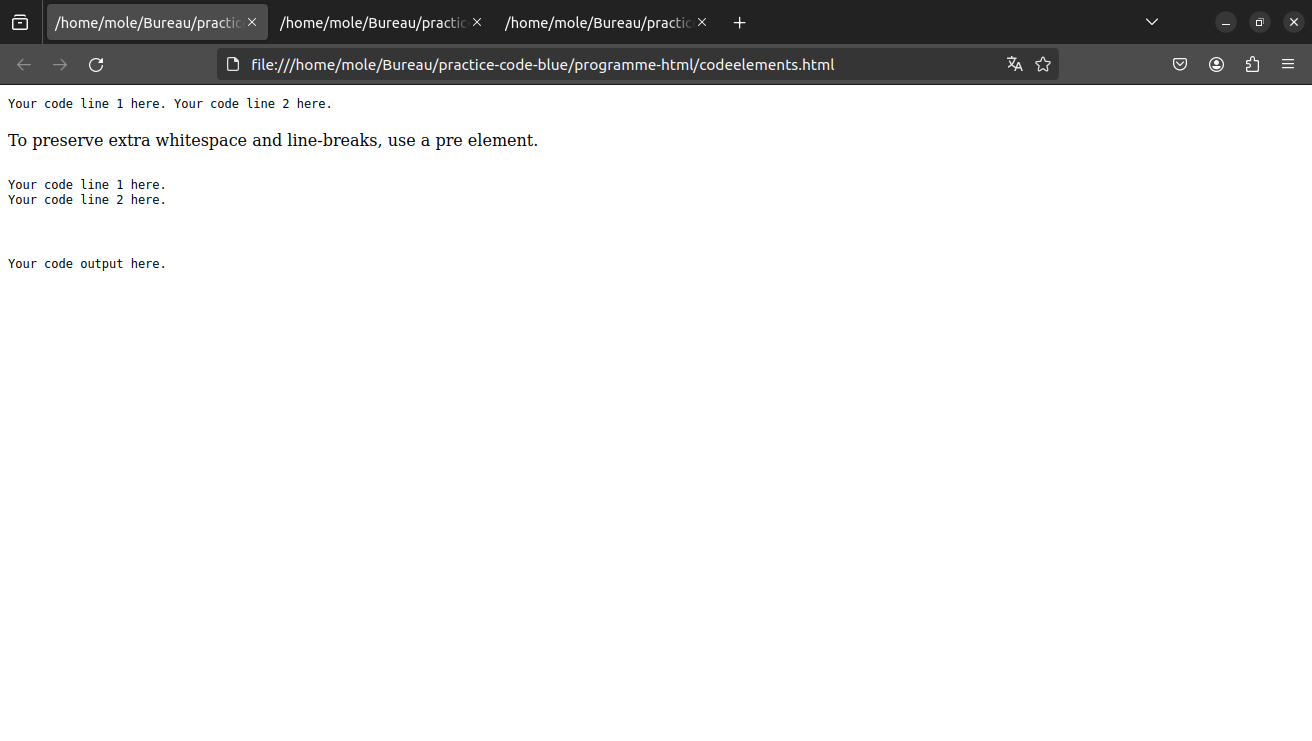 /home/mole/Bureau/practic
/home/mole/Bureau/practic
/home/mole/Bureau/practic
file:///home/mole/Bureau/practice-code-blue/programme-html/codeelements.html
Your code line 1 here. Your code line 2 here.
To preserve extra whitespace and line-breaks, use a pre element.
Your code line 1 here.
Your code line 2 here.
Your code output here.